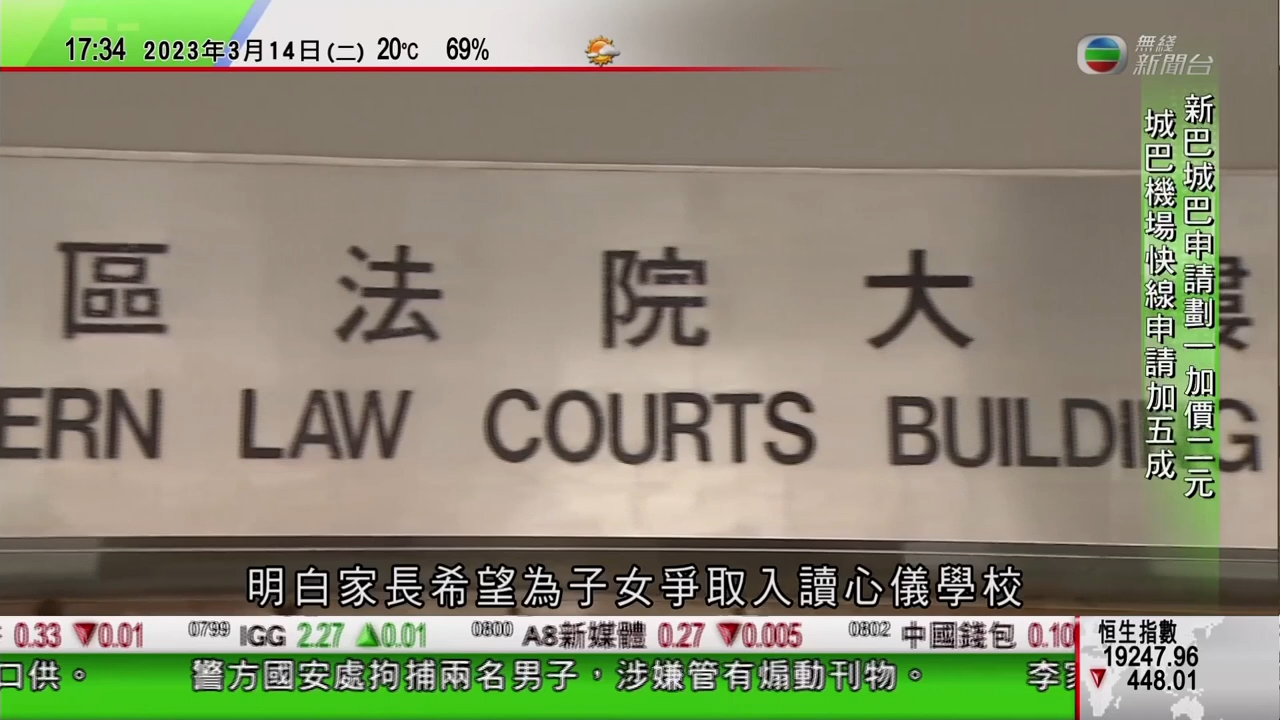 17:34 2023年3月14日(二) 20℃ 69%
無綫
新聞台
新巴城巴申請劃一加價二元
城巴機場快線申請加五成
區法院大樓
ERN LAW COURTS BUILDING
明白家長希望為子女爭取入讀心儀學校
0.33 ▼0.01 0799 IGG 2.27 ▲0.01 0800 A8新媒體 0.27 ▼0.005 0802 中國錢包 0.10
恒生指數
19247.96
▼ 448.01
口供。 警方國安處拘捕兩名男子，涉嫌管有煽動刊物。 李